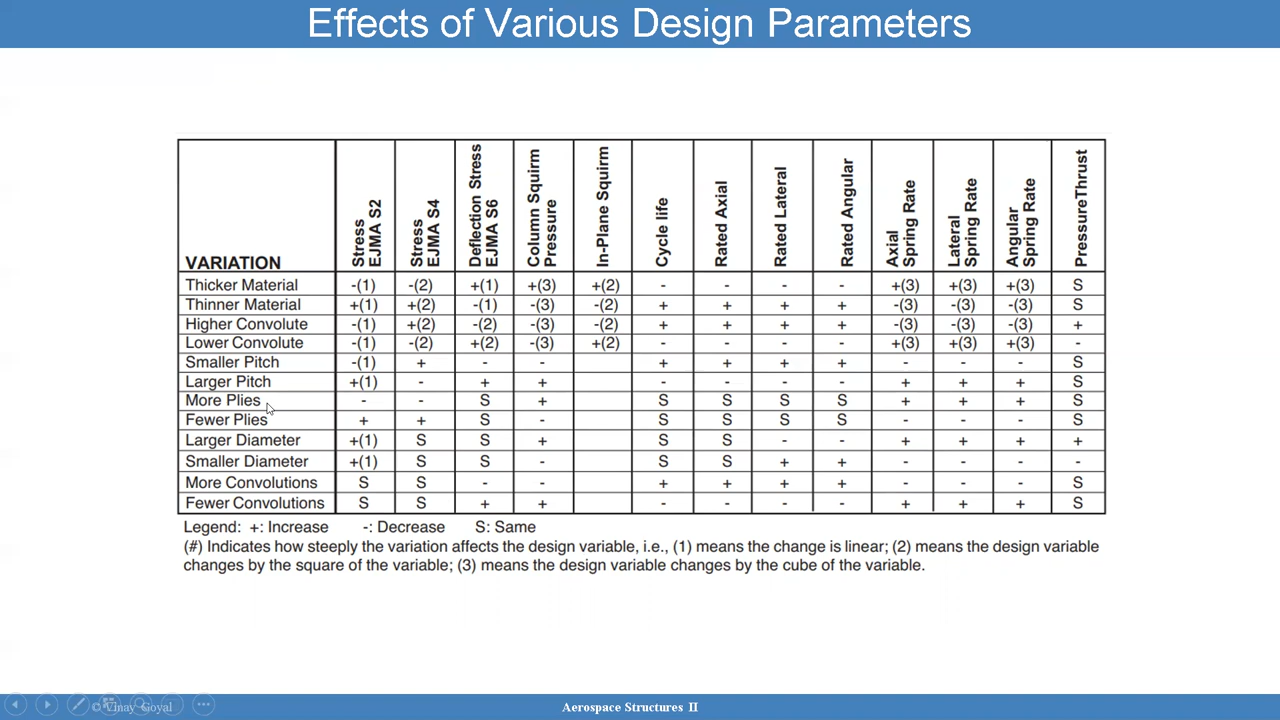 Effects of Various Design Parameters
VARIATION Stress EJMA S2 Stress EJMA S4 Deflection Stress EJMA S6 Column Squirm Pressure In-Plane Squirm Cycle life Rated Axial Rated Lateral Rated Angular Axial Spring Rate Lateral Spring Rate Angular Spring Rate PressureThrust
Thicker Material -(1) -(2) +(1) +(3) +(2) - - - - +(3) +(3) +(3) S
Thinner Material +(1) +(2) -(1) -(3) -(2) + + + + -(3) -(3) -(3) S
Higher Convolute -(1) +(2) -(2) -(3) -(2) + + + + -(3) -(3) -(3) +
Lower Convolute -(1) -(2) +(2) -(3) +(2) - - - - +(3) +(3) +(3) -
Smaller Pitch -(1) + - - + + + + - - - S
Larger Pitch +(1) - + + - - - - + + + S
More Plies - - S + S S S S + + + S
Fewer Plies + + S - S S S S - - - S
Larger Diameter +(1) S S + S S - - + + + +
Smaller Diameter +(1) S S - S S + + - - - -
More Convolutions S S - - + + + + - - - S
Fewer Convolutions S S + + - - - - + + + S
Legend: +: Increase -: Decrease S: Same
(#) Indicates how steeply the variation affects the design variable, i.e., (1) means the change is linear; (2) means the design variable
changes by the square of the variable; (3) means the design variable changes by the cube of the variable.
© Vinay Goyal Aerospace Structures II